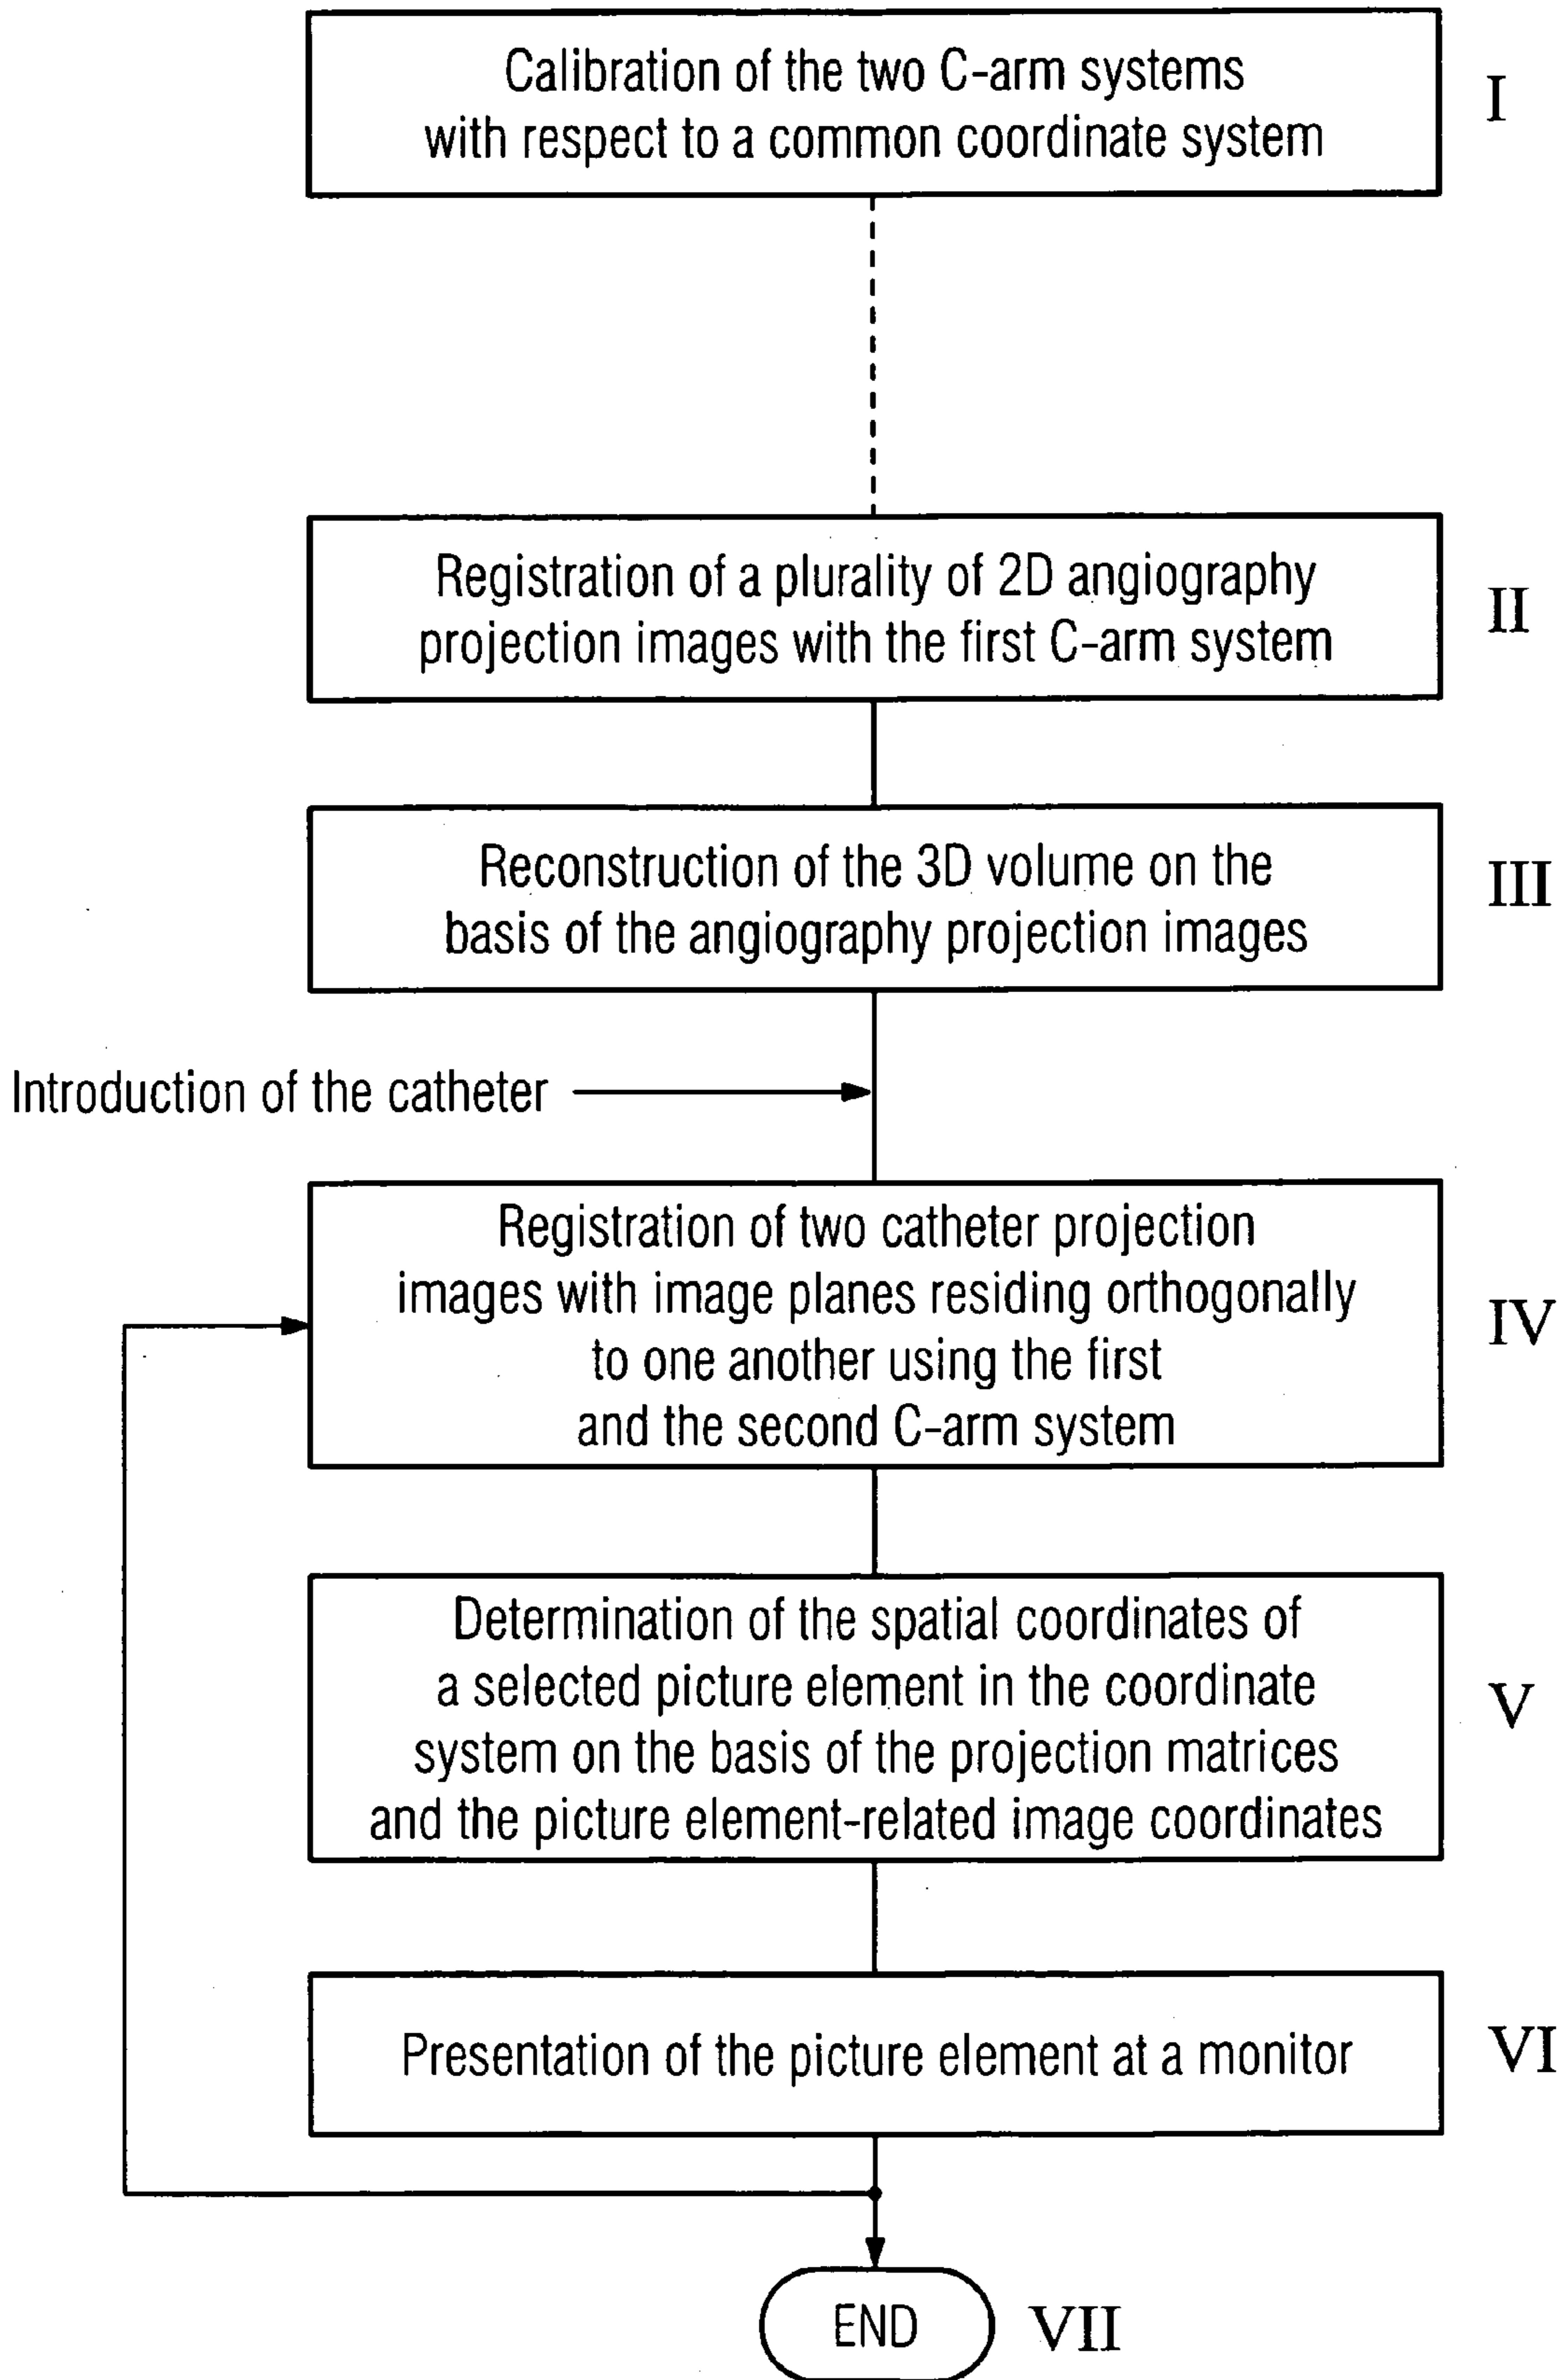 Calibration of the two C-arm systems
with respect to a common coordinate system
I
Registration of a plurality of 2D angiography
projection images with the first C-arm system
II
Reconstruction of the 3D volume on the
basis of the angiography projection images
III
Introduction of the catheter
Registration of two catheter projection
images with image planes residing orthogonally
to one another using the first
and the second C-arm system
IV
Determination of the spatial coordinates of
a selected picture element in the coordinate
system on the basis of the projection matrices
and the picture element-related image coordinates
V
Presentation of the picture element at a monitor
VI
END
VII